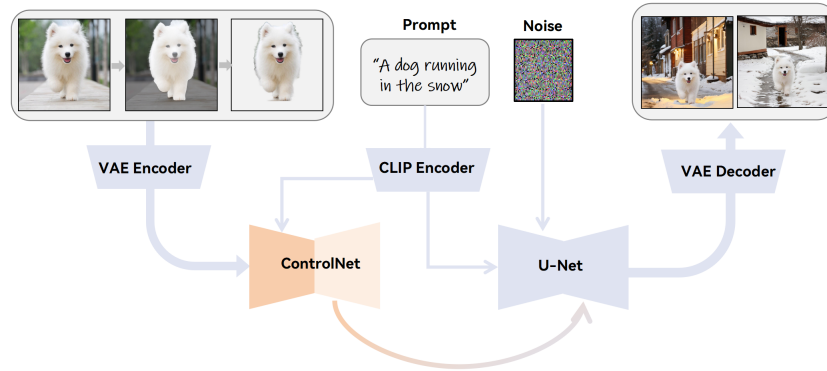 Prompt
Noise
“A dog running
in the snow”
VAE Encoder
CLIP Encoder
VAE Decoder
ControlNet
U-Net